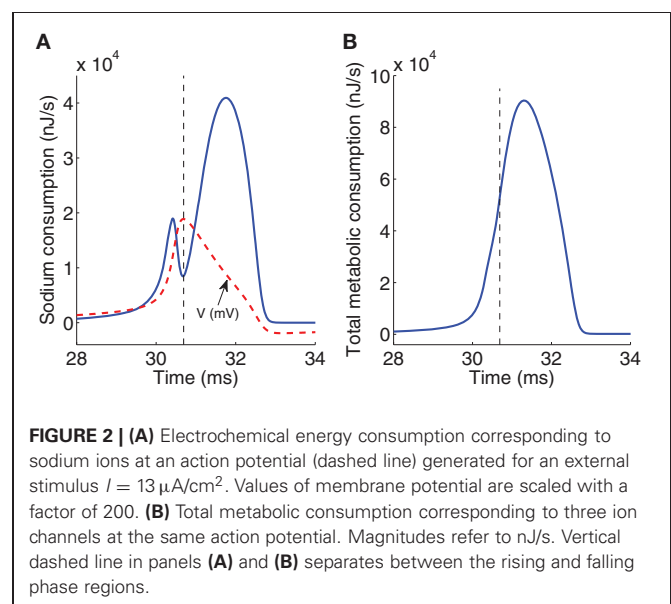 A
x 10⁴
Sodium consumption (nJ/s)
4
3
2
1
0
28
30
32
34
Time (ms)
V (mV)
B
x 10⁴
Total metabolic consumption (nJ/s)
10
8
6
4
2
0
28
30
32
34
Time (ms)
FIGURE 2 | (A) Electrochemical energy consumption corresponding to
sodium ions at an action potential (dashed line) generated for an external
stimulus I = 13 μA/cm². Values of membrane potential are scaled with a
factor of 200. (B) Total metabolic consumption corresponding to three ion
channels at the same action potential. Magnitudes refer to nJ/s. Vertical
dashed line in panels (A) and (B) separates between the rising and falling
phase regions.